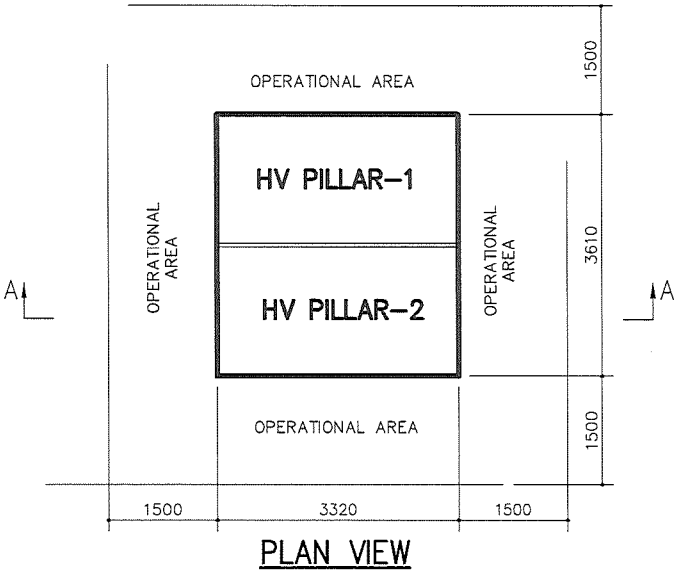 1500
OPERATIONAL AREA
HV PILLAR-1
OPERATIONAL
AREA
OPERATIONAL
AREA
3610
A
A
HV PILLAR-2
OPERATIONAL AREA
1500
1500
3320
1500
PLAN VIEW